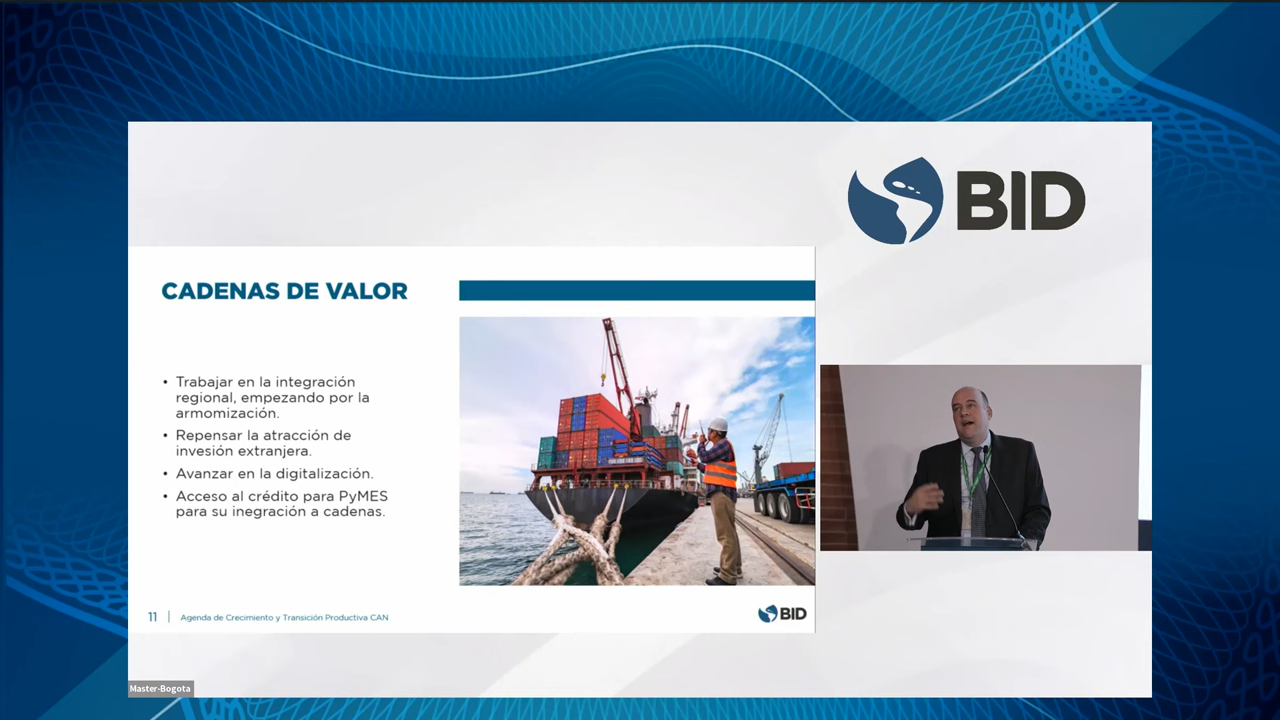 BID
CADENAS DE VALOR
• Trabajar en la integración
regional, empezando por la
armomización.
• Repensar la atracción de
invesión extranjera.
• Avanzar en la digitalización.
• Acceso al crédito para PyMES
para su inegración a cadenas.
11 | Agenda de Crecimiento y Transición Productiva CAN
BID
Master-Bogota